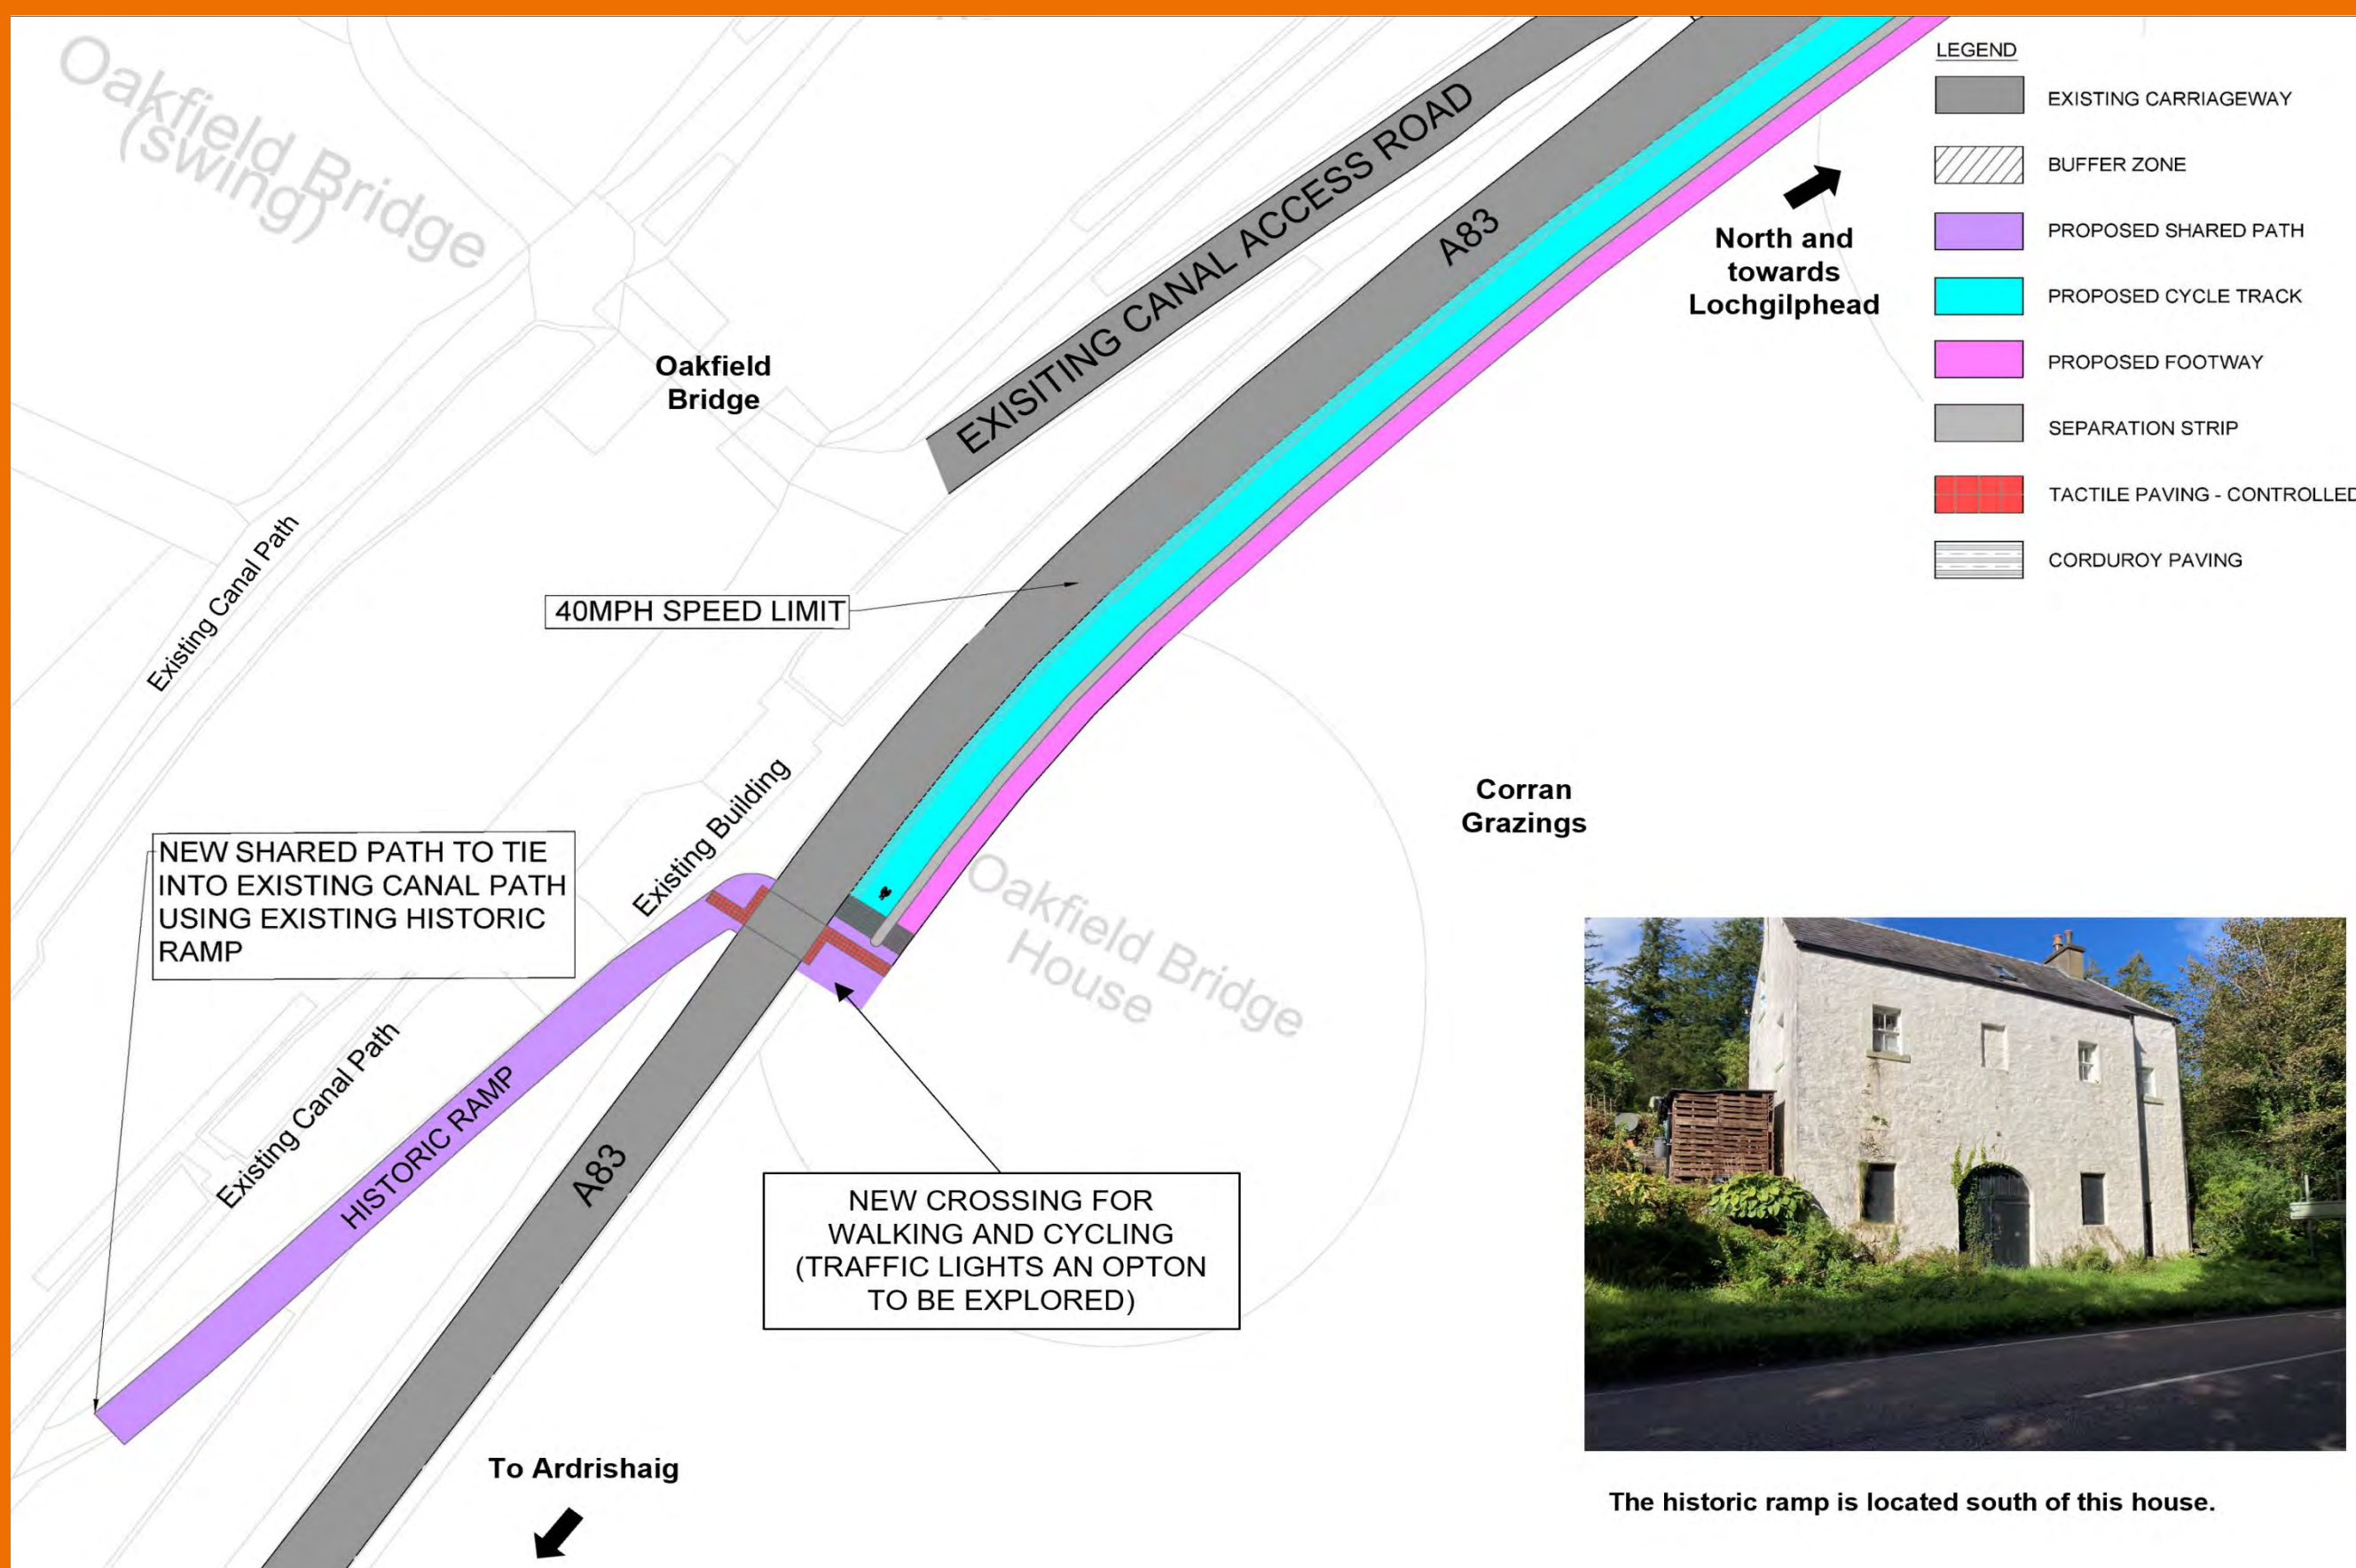 Oakfield Bridge
(swing)
EXISITING CANAL ACCESS ROAD
A83
North and
towards
Lochgilphead
LEGEND
EXISTING CARRIAGEWAY
BUFFER ZONE
PROPOSED SHARED PATH
PROPOSED CYCLE TRACK
PROPOSED FOOTWAY
SEPARATION STRIP
TACTILE PAVING - CONTROLLED
CORDUROY PAVING
Oakfield
Bridge
Existing Canal Path
40MPH SPEED LIMIT
Existing Building
Corran
Grazings
NEW SHARED PATH TO TIE
INTO EXISTING CANAL PATH
USING EXISTING HISTORIC
RAMP
Oakfield Bridge
House
Existing Canal Path
HISTORIC RAMP
A83
NEW CROSSING FOR
WALKING AND CYCLING
(TRAFFIC LIGHTS AN OPTON
TO BE EXPLORED)
To Ardrishaig
The historic ramp is located south of this house.